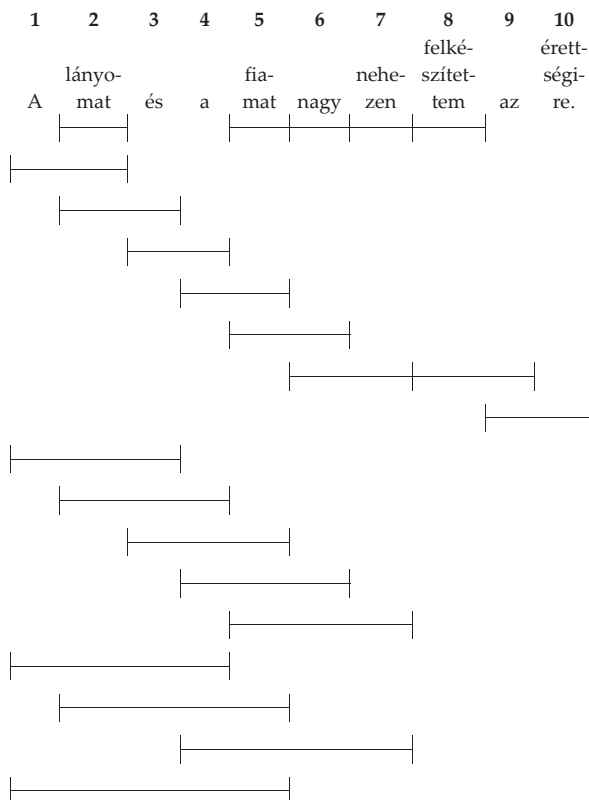 1 2 3 4 5 6 7 8 9 10
felké- érett-
lányo- fia- nehe- szítet- ségi-
A mat és a mat nagy zen tem az re.